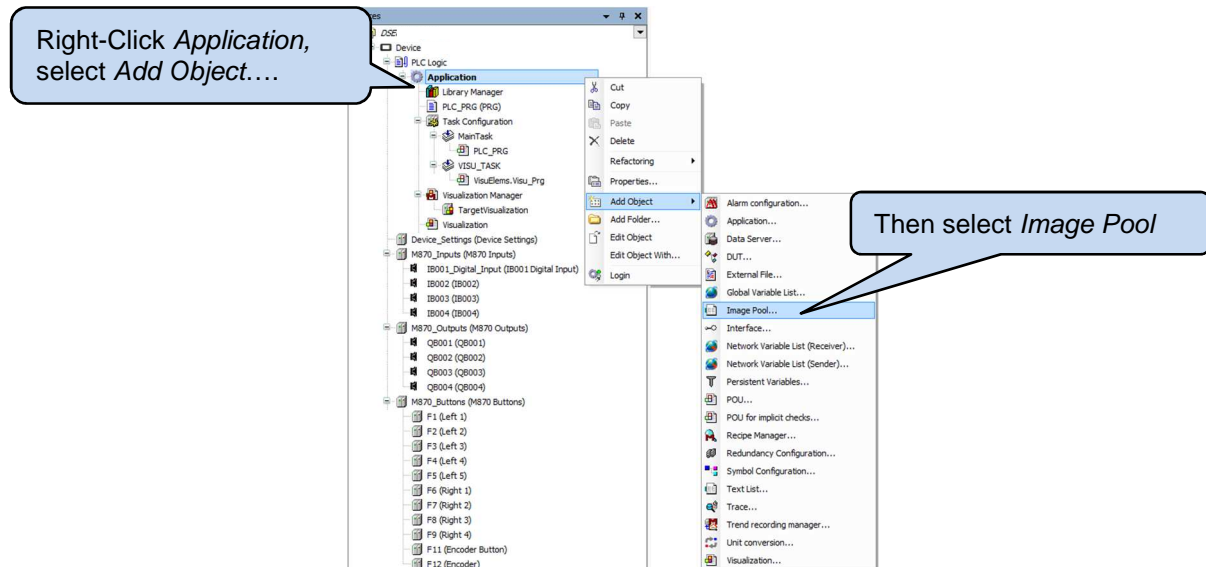 Right-Click Application,
select Add Object….
DSE
Device
PLC Logic
Application
Library Manager
PLC_PRG (PRG)
Task Configuration
MainTask
PLC_PRG
VISU_TASK
VisuElems.Visu_Prg
Visualization Manager
TargetVisualization
Visualization
Device_Settings (Device Settings)
M870_Inputs (M870 Inputs)
IB001_Digital_Input (IB001 Digital Input)
IB002 (IB002)
IB003 (IB003)
IB004 (IB004)
M870_Outputs (M870 Outputs)
QB001 (QB001)
QB002 (QB002)
QB003 (QB003)
QB004 (QB004)
M870_Buttons (M870 Buttons)
F1 (Left 1)
F2 (Left 2)
F3 (Left 3)
F4 (Left 4)
F5 (Left 5)
F6 (Right 1)
F7 (Right 2)
F8 (Right 3)
F9 (Right 4)
F11 (Encoder Button)
F12 (Encoder)
Cut
Copy
Paste
Delete
Refactoring
Properties...
Add Object
Add Folder...
Edit Object
Edit Object With...
Login
Alarm configuration...
Application...
Data Server...
DUT...
External File...
Global Variable List...
Image Pool...
Interface...
Network Variable List (Receiver)...
Network Variable List (Sender)...
Persistent Variables...
POU...
POU for implicit checks...
Recipe Manager...
Redundancy Configuration...
Symbol Configuration...
Text List...
Trace...
Trend recording manager...
Unit conversion...
Visualization...
Then select Image Pool